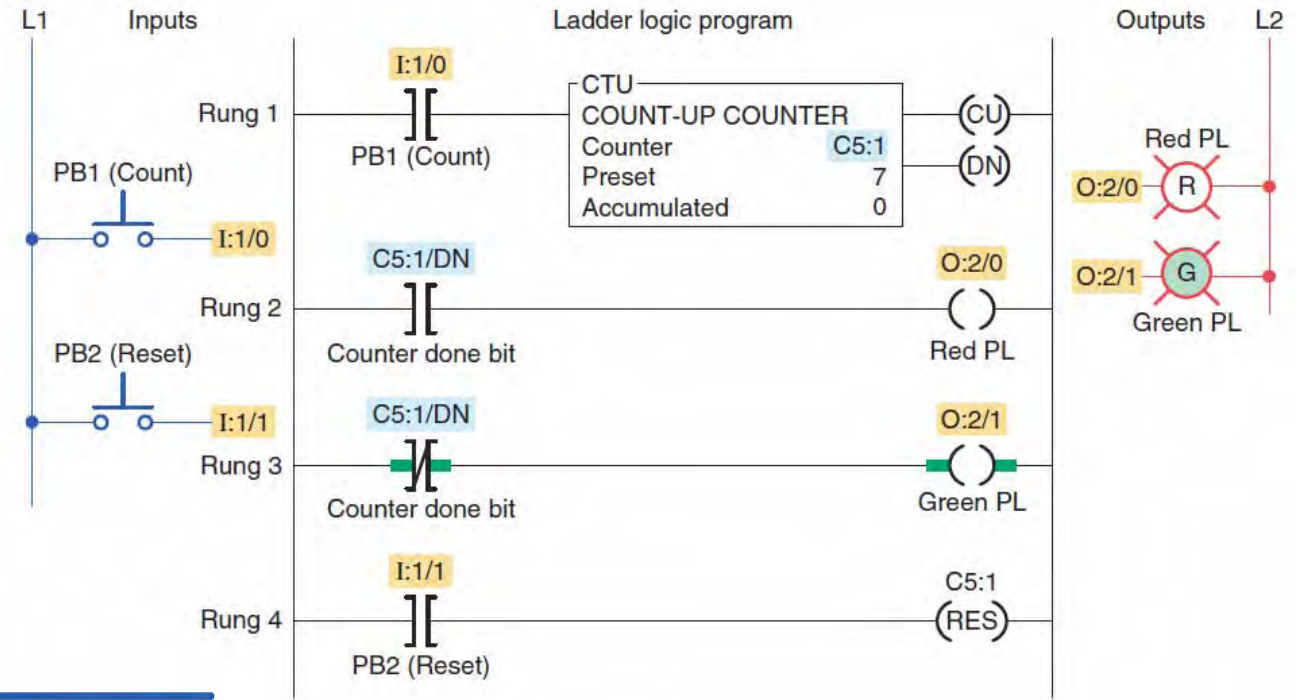 L1 Inputs Ladder logic program Outputs L2
I:1/0
Rung 1
PB1 (Count)
CTU
COUNT-UP COUNTER
Counter C5:1
Preset 7
Accumulated 0
CU
DN
PB1 (Count)
I:1/0
Red PL
O:2/0 R
C5:1/DN
O:2/0
Rung 2
Counter done bit
Red PL
O:2/1 G
Green PL
PB2 (Reset)
I:1/1
C5:1/DN
O:2/1
Rung 3
Counter done bit
Green PL
I:1/1
C5:1
Rung 4
RES
PB2 (Reset)